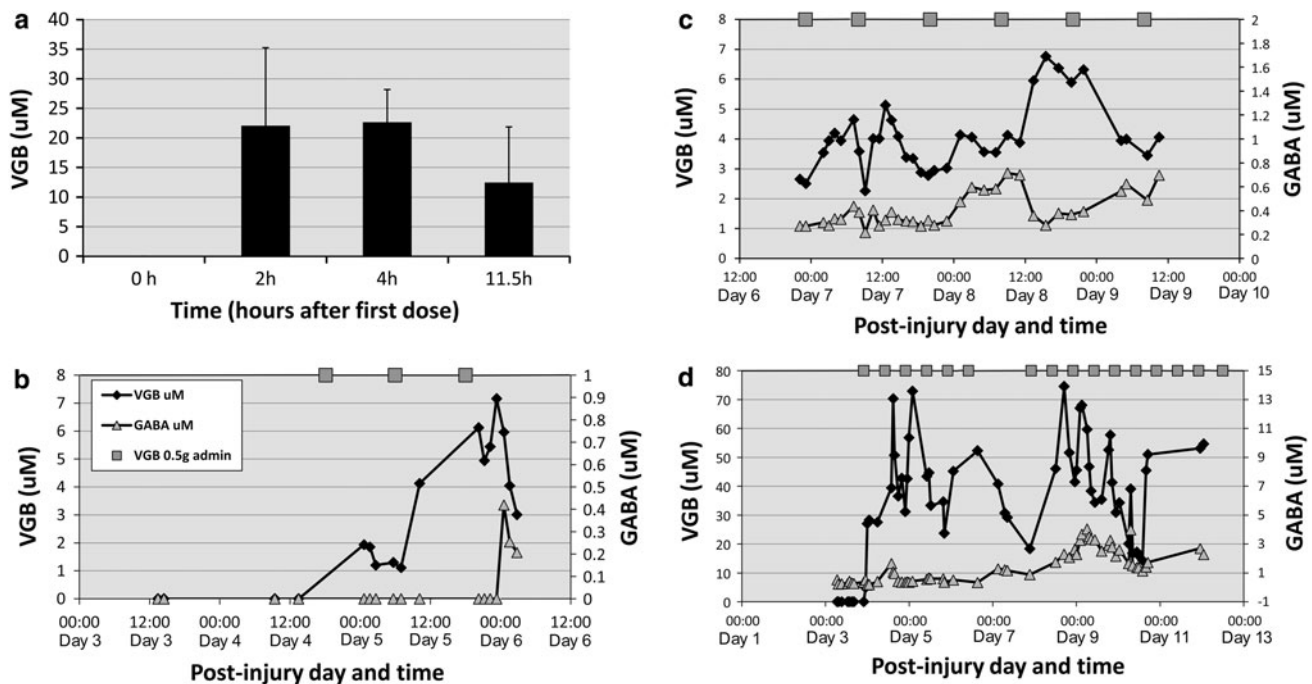 a
40
35
30
25
20
15
10
5
0
VGB (uM)
0 h 2h 4h 11.5h
Time (hours after first dose)
b
8
7
6
5
4
3
2
1
0
VGB (uM)
VGB uM
GABA uM
VGB 0.5g admin
1
0.9
0.8
0.7
0.6
0.5
0.4
0.3
0.2
0.1
0
GABA (uM)
00:00 12:00 00:00 12:00 00:00 12:00 00:00 12:00
Day 3 Day 3 Day 4 Day 4 Day 5 Day 5 Day 6 Day 6
Post-injury day and time
c
8
7
6
5
4
3
2
1
0
VGB (uM)
2
1.8
1.6
1.4
1.2
1
0.8
0.6
0.4
0.2
0
GABA (uM)
12:00 00:00 12:00 00:00 12:00 00:00 12:00 00:00
Day 6 Day 7 Day 7 Day 8 Day 8 Day 9 Day 9 Day 10
Post-injury day and time
d
80
70
60
50
40
30
20
10
0
VGB (uM)
15
13
11
9
7
5
3
1
-1
GABA (uM)
00:00 00:00 00:00 00:00 00:00 00:00 00:00
Day 1 Day 3 Day 5 Day 7 Day 9 Day 11 Day 13
Post-injury day and time